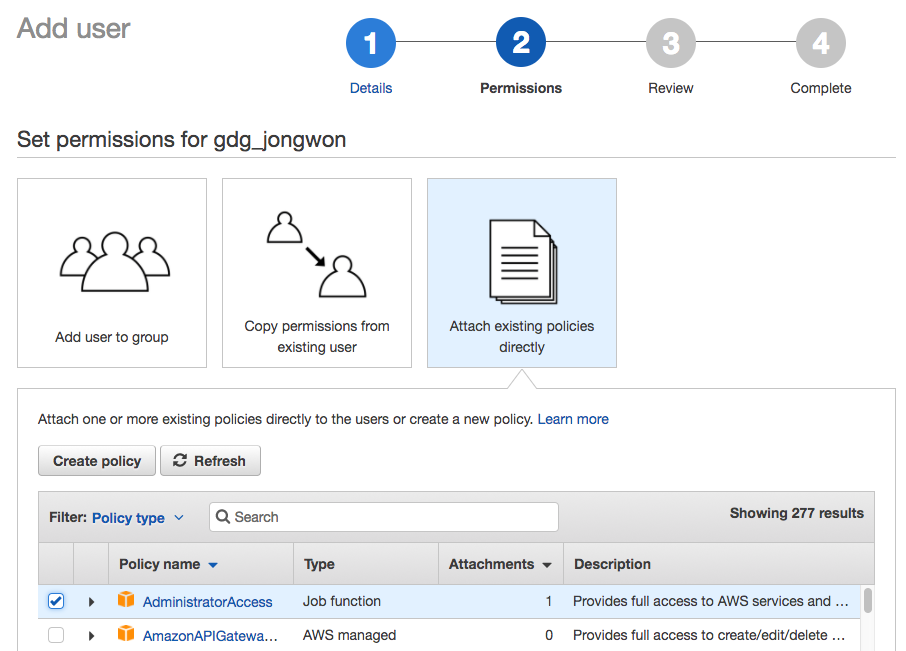 Add user
1
2
3
4
Details
Permissions
Review
Complete
Set permissions for gdg_jongwon
Add user to group
Copy permissions from
existing user
Attach existing policies
directly
Attach one or more existing policies directly to the users or create a new policy. Learn more
Create policy
Refresh
Filter: Policy type
Search
Showing 277 results
Policy name
Type
Attachments
Description
AdministratorAccess
Job function
1
Provides full access to AWS services and ...
AmazonAPIGatewa...
AWS managed
0
Provides full access to create/edit/delete ...